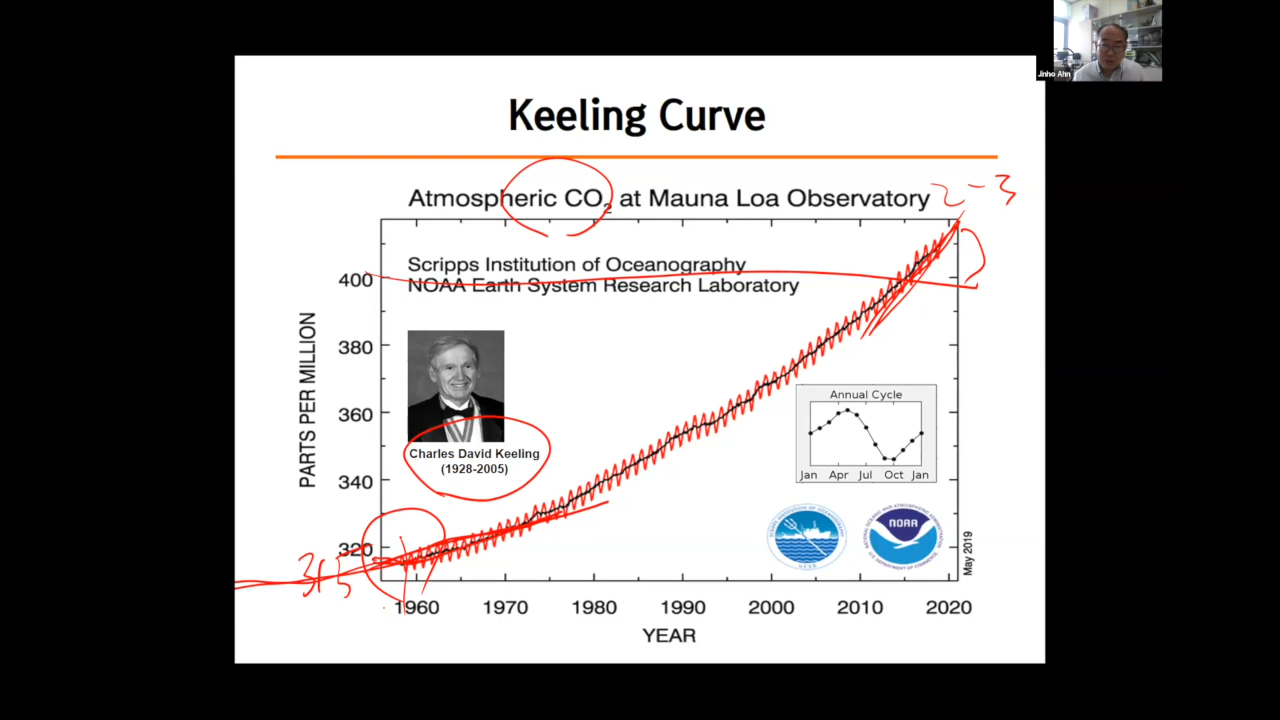 Jinho Ahn
Keeling Curve
Atmospheric CO2 at Mauna Loa Observatory
2-3
Scripps Institution of Oceanography
NOAA Earth System Research Laboratory
PARTS PER MILLION
400
380
360
340
320
Charles David Keeling
(1928-2005)
Annual Cycle
Jan Apr Jul Oct Jan
NOAA
May 2019
315
1960 1970 1980 1990 2000 2010 2020
YEAR